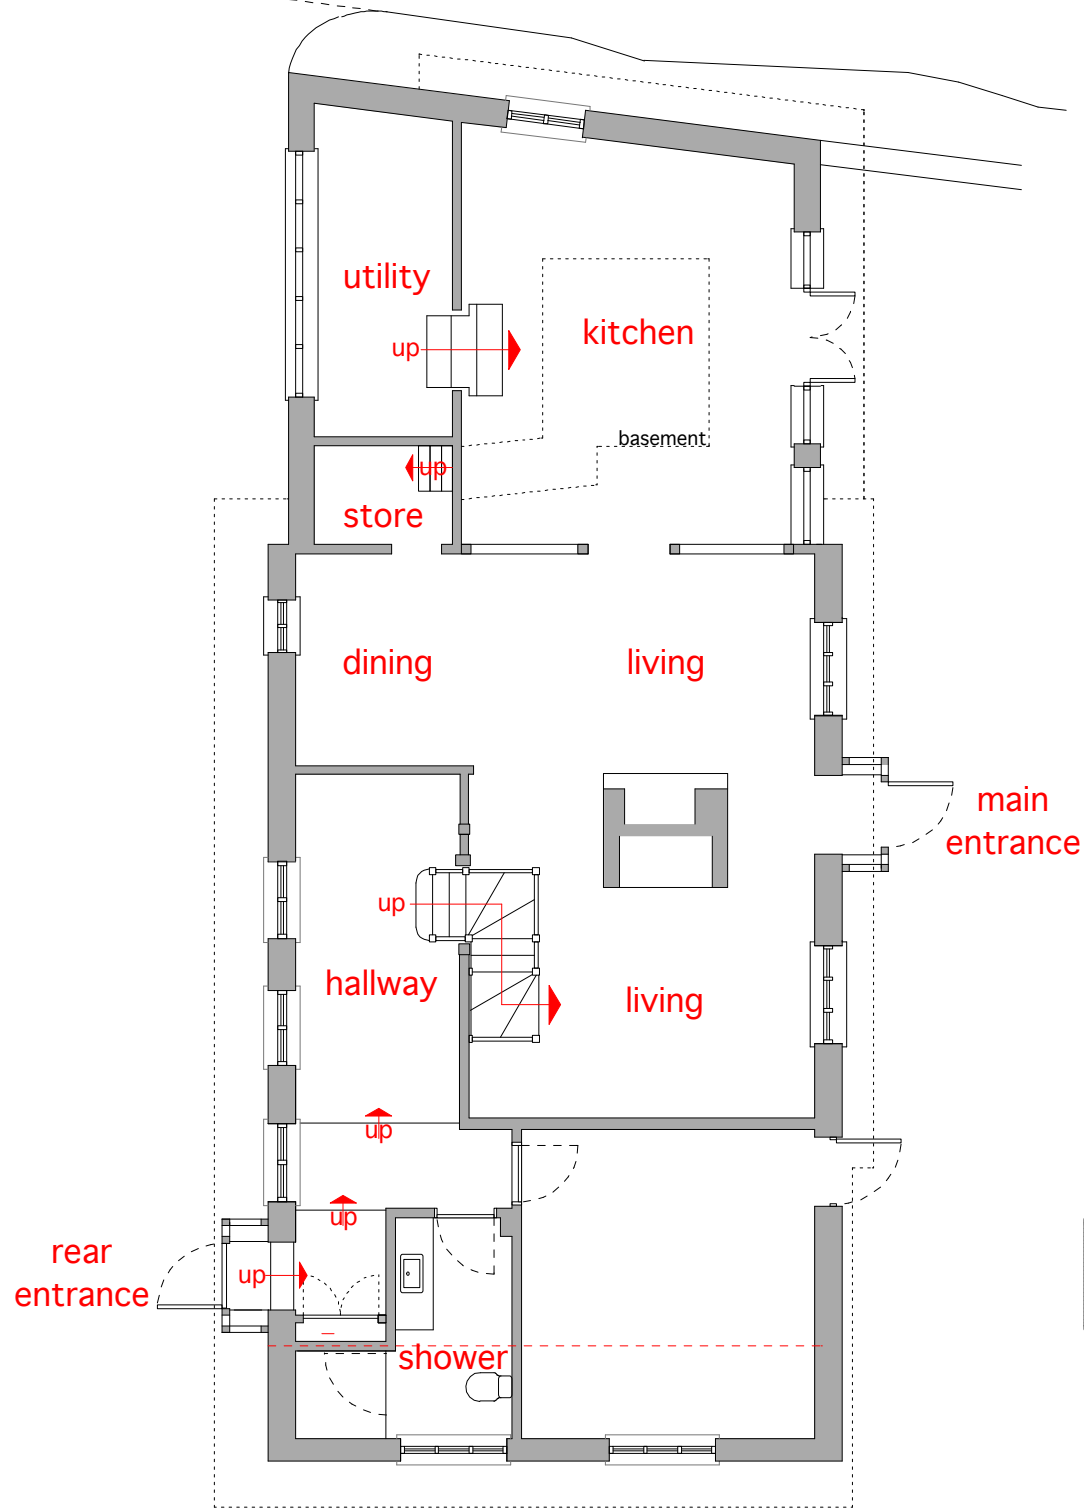 utility
kitchen
up
basement
up
store
dining
living
main
entrance
up
hallway
living
up
up
rear
entrance
up
shower